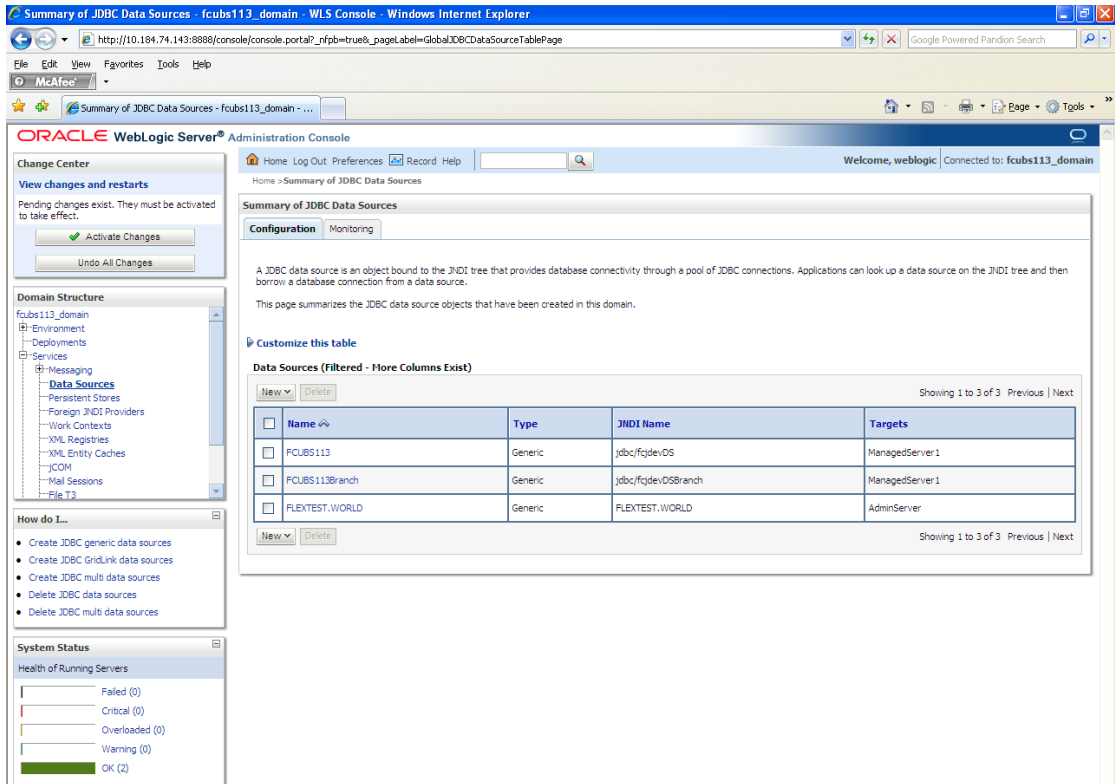 Summary of JDBC Data Sources - fcubs113_domain - WLS Console - Windows Internet Explorer
http://10.184.74.143:8888/console/console.portal?_nfpb=true&_pageLabel=GlobalJDBCDataSourceTablePage
Google Powered Pandion Search
File Edit View Favorites Tools Help
McAfee
Summary of JDBC Data Sources - fcubs113_domain - ...
Page Tools
ORACLE WebLogic Server® Administration Console
Change Center
View changes and restarts
Pending changes exist. They must be activated
to take effect.
Activate Changes
Undo All Changes
Domain Structure
fcubs113_domain
Environment
Deployments
Services
Messaging
Data Sources
Persistent Stores
Foreign JNDI Providers
Work Contexts
XML Registries
XML Entity Caches
jCOM
Mail Sessions
File T3
How do I...
Create JDBC generic data sources
Create JDBC GridLink data sources
Create JDBC multi data sources
Delete JDBC data sources
Delete JDBC multi data sources
System Status
Health of Running Servers
Failed (0)
Critical (0)
Overloaded (0)
Warning (0)
OK (2)
Home Log Out Preferences Record Help
Welcome, weblogic Connected to: fcubs113_domain
Home >Summary of JDBC Data Sources
Summary of JDBC Data Sources
Configuration Monitoring
A JDBC data source is an object bound to the JNDI tree that provides database connectivity through a pool of JDBC connections. Applications can look up a data source on the JNDI tree and then
borrow a database connection from a data source.
This page summarizes the JDBC data source objects that have been created in this domain.
Customize this table
Data Sources (Filtered - More Columns Exist)
New Delete Showing 1 to 3 of 3 Previous | Next
Name Type JNDI Name Targets
FCUBS113 Generic jdbc/fcjdevDS ManagedServer1
FCUBS113Branch Generic jdbc/fcjdevDSBranch ManagedServer1
FLEXTEST.WORLD Generic FLEXTEST.WORLD AdminServer
New Delete Showing 1 to 3 of 3 Previous | Next